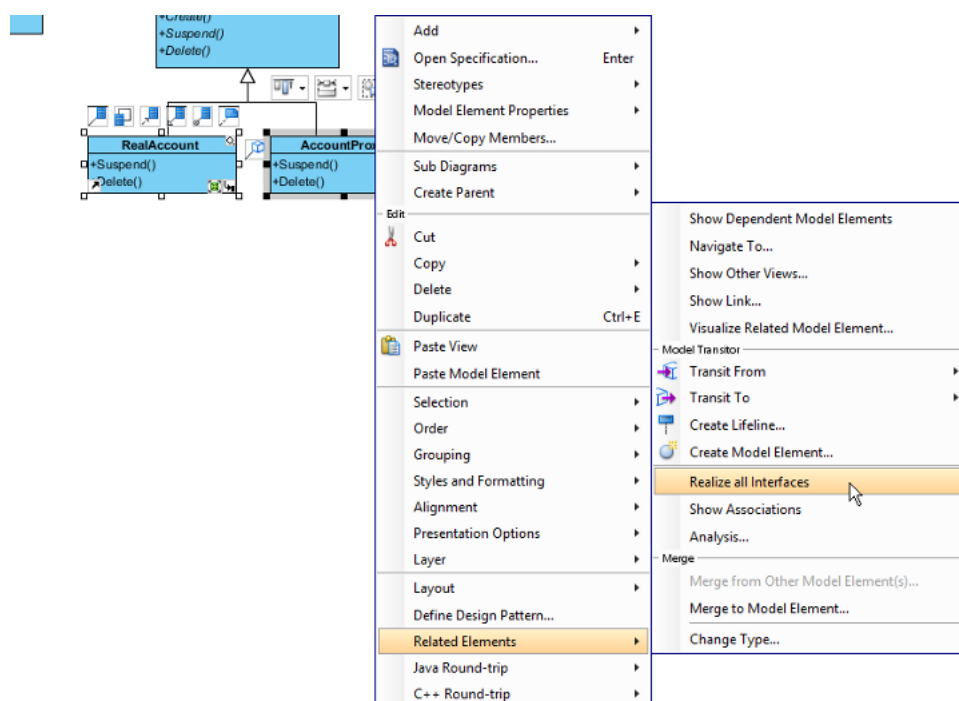 +Create()
+Suspend()
+Delete()
RealAccount
+Suspend()
+Delete()
AccountProx
+Suspend()
+Delete()
Add
Open Specification... Enter
Stereotypes
Model Element Properties
Move/Copy Members...
Sub Diagrams
Create Parent
Edit
Cut
Copy
Delete
Duplicate Ctrl+E
Paste View
Paste Model Element
Selection
Order
Grouping
Styles and Formatting
Alignment
Presentation Options
Layer
Layout
Define Design Pattern...
Related Elements
Java Round-trip
C++ Round-trip
Show Dependent Model Elements
Navigate To...
Show Other Views...
Show Link...
Visualize Related Model Element...
Model Transitor
Transit From
Transit To
Create Lifeline...
Create Model Element...
Realize all Interfaces
Show Associations
Analysis...
Merge
Merge from Other Model Element(s)...
Merge to Model Element...
Change Type...